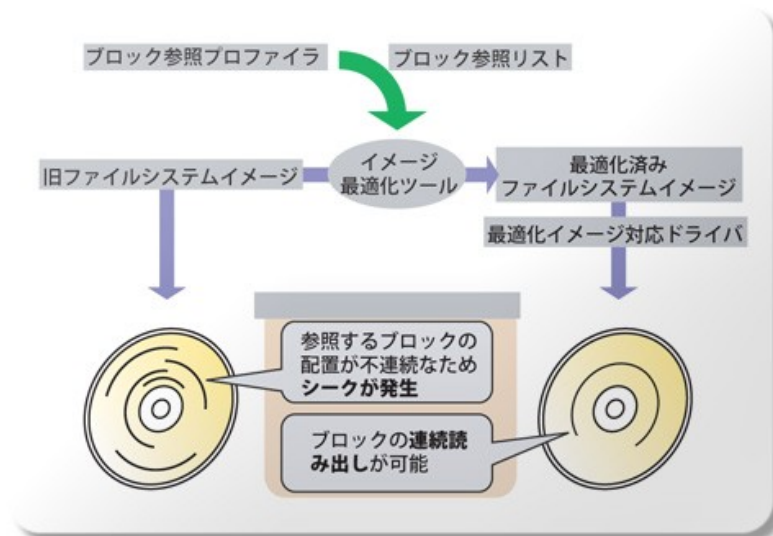 ブロック参照プロファイラ
ブロック参照リスト
旧ファイルシステムイメージ
イメージ
最適化ツール
最適化済み
ファイルシステムイメージ
最適化イメージ対応ドライバ
参照するブロックの
配置が不連続なため
シークが発生
ブロックの連続読
み出しが可能